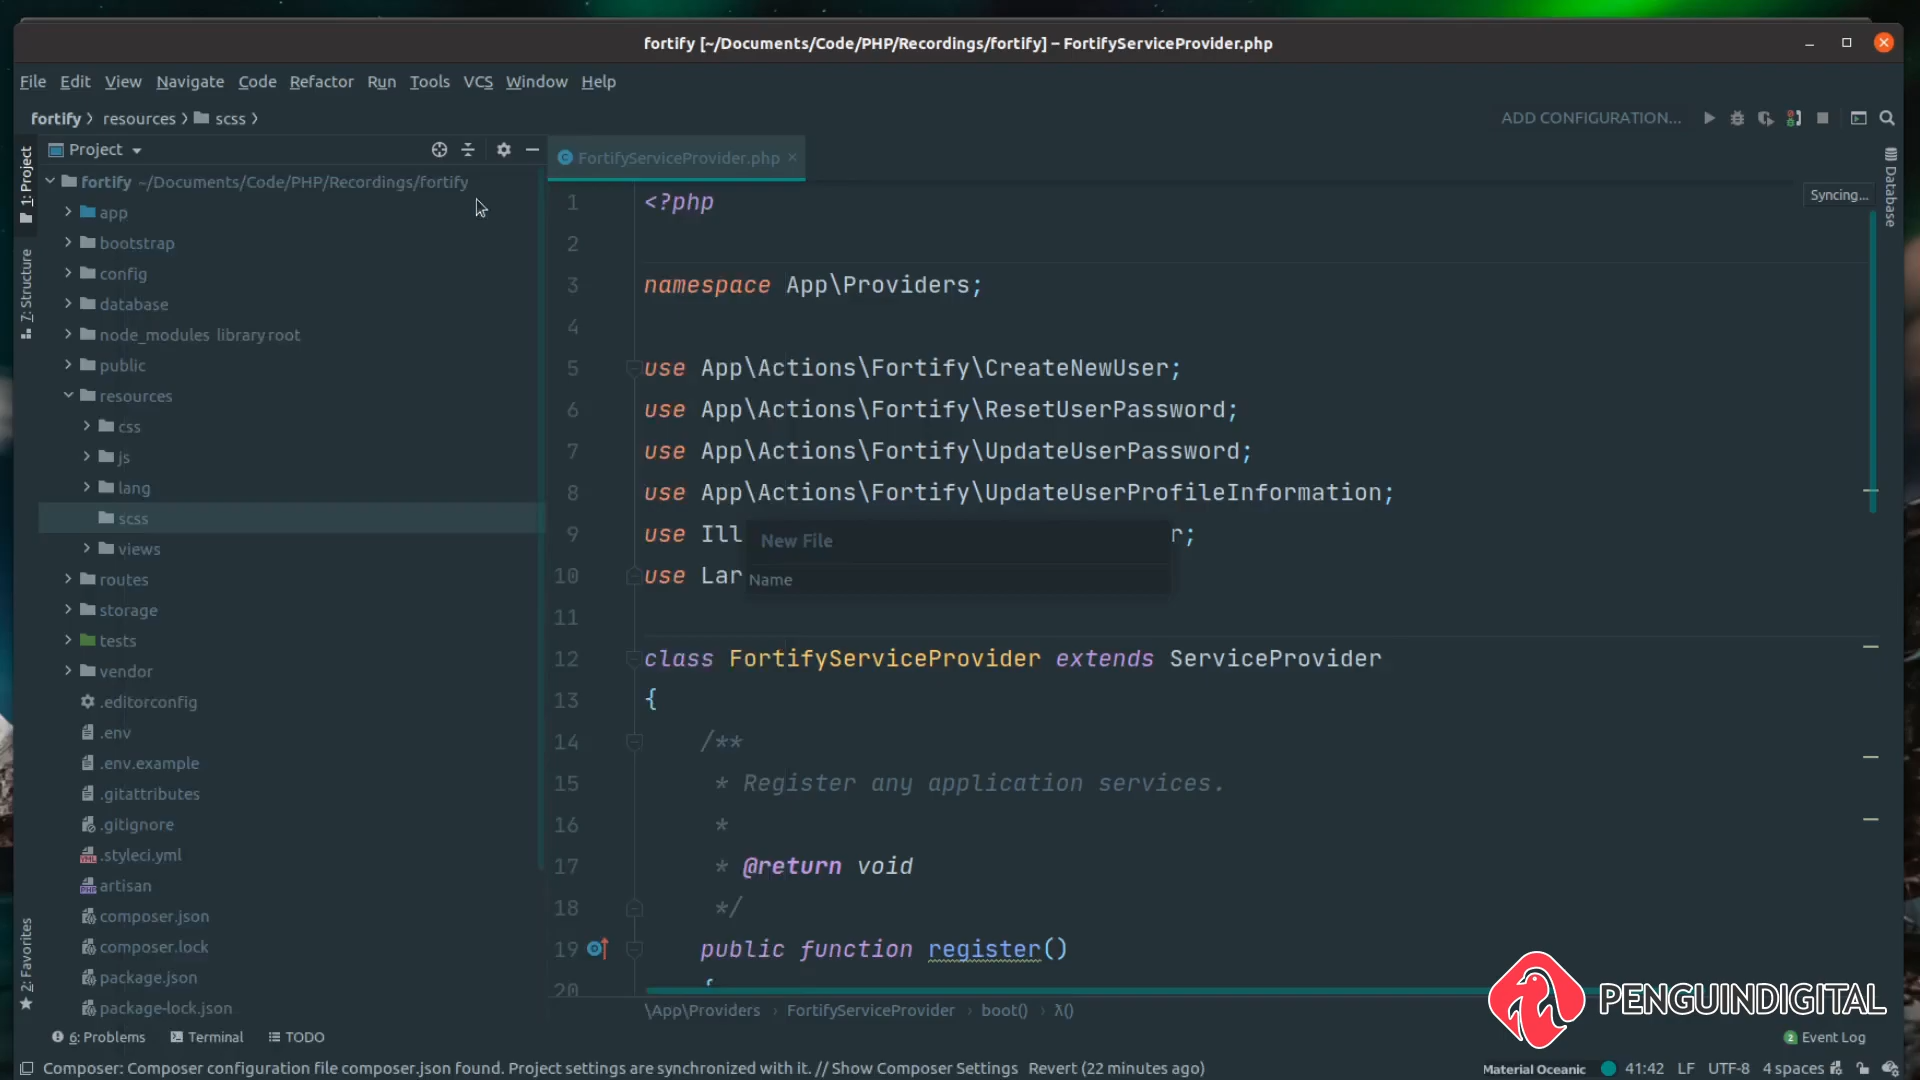 fortify [~/Documents/Code/PHP/Recordings/fortify] – FortifyServiceProvider.php
File Edit View Navigate Code Refactor Run Tools VCS Window Help
fortify resources scss
ADD CONFIGURATION...
1: Project
7: Structure
2: Favorites
Project
fortify ~/Documents/Code/PHP/Recordings/fortify
app
bootstrap
config
database
node_modules library root
public
resources
css
js
lang
scss
views
routes
storage
tests
vendor
.editorconfig
.env
.env.example
.gitattributes
.gitignore
.styleci.yml
artisan
composer.json
composer.lock
package.json
package-lock.json
FortifyServiceProvider.php
Syncing...
Database
1 <?php
2
3 namespace App\Providers;
4
5 use App\Actions\Fortify\CreateNewUser;
6 use App\Actions\Fortify\ResetUserPassword;
7 use App\Actions\Fortify\UpdateUserPassword;
8 use App\Actions\Fortify\UpdateUserProfileInformation;
9 use Ill r;
New File
10 use Lar
Name
11
12 class FortifyServiceProvider extends ServiceProvider
13 {
14 /**
15 * Register any application services.
16 *
17 * @return void
18 */
19 public function register()
20 {
\App\Providers › FortifyServiceProvider › boot() › λ()
PENGUINDIGITAL
6: Problems Terminal TODO
2 Event Log
Composer: Composer configuration file composer.json found. Project settings are synchronized with it. // Show Composer Settings Revert (22 minutes ago)
Material Oceanic 41:42 LF UTF-8 4 spaces